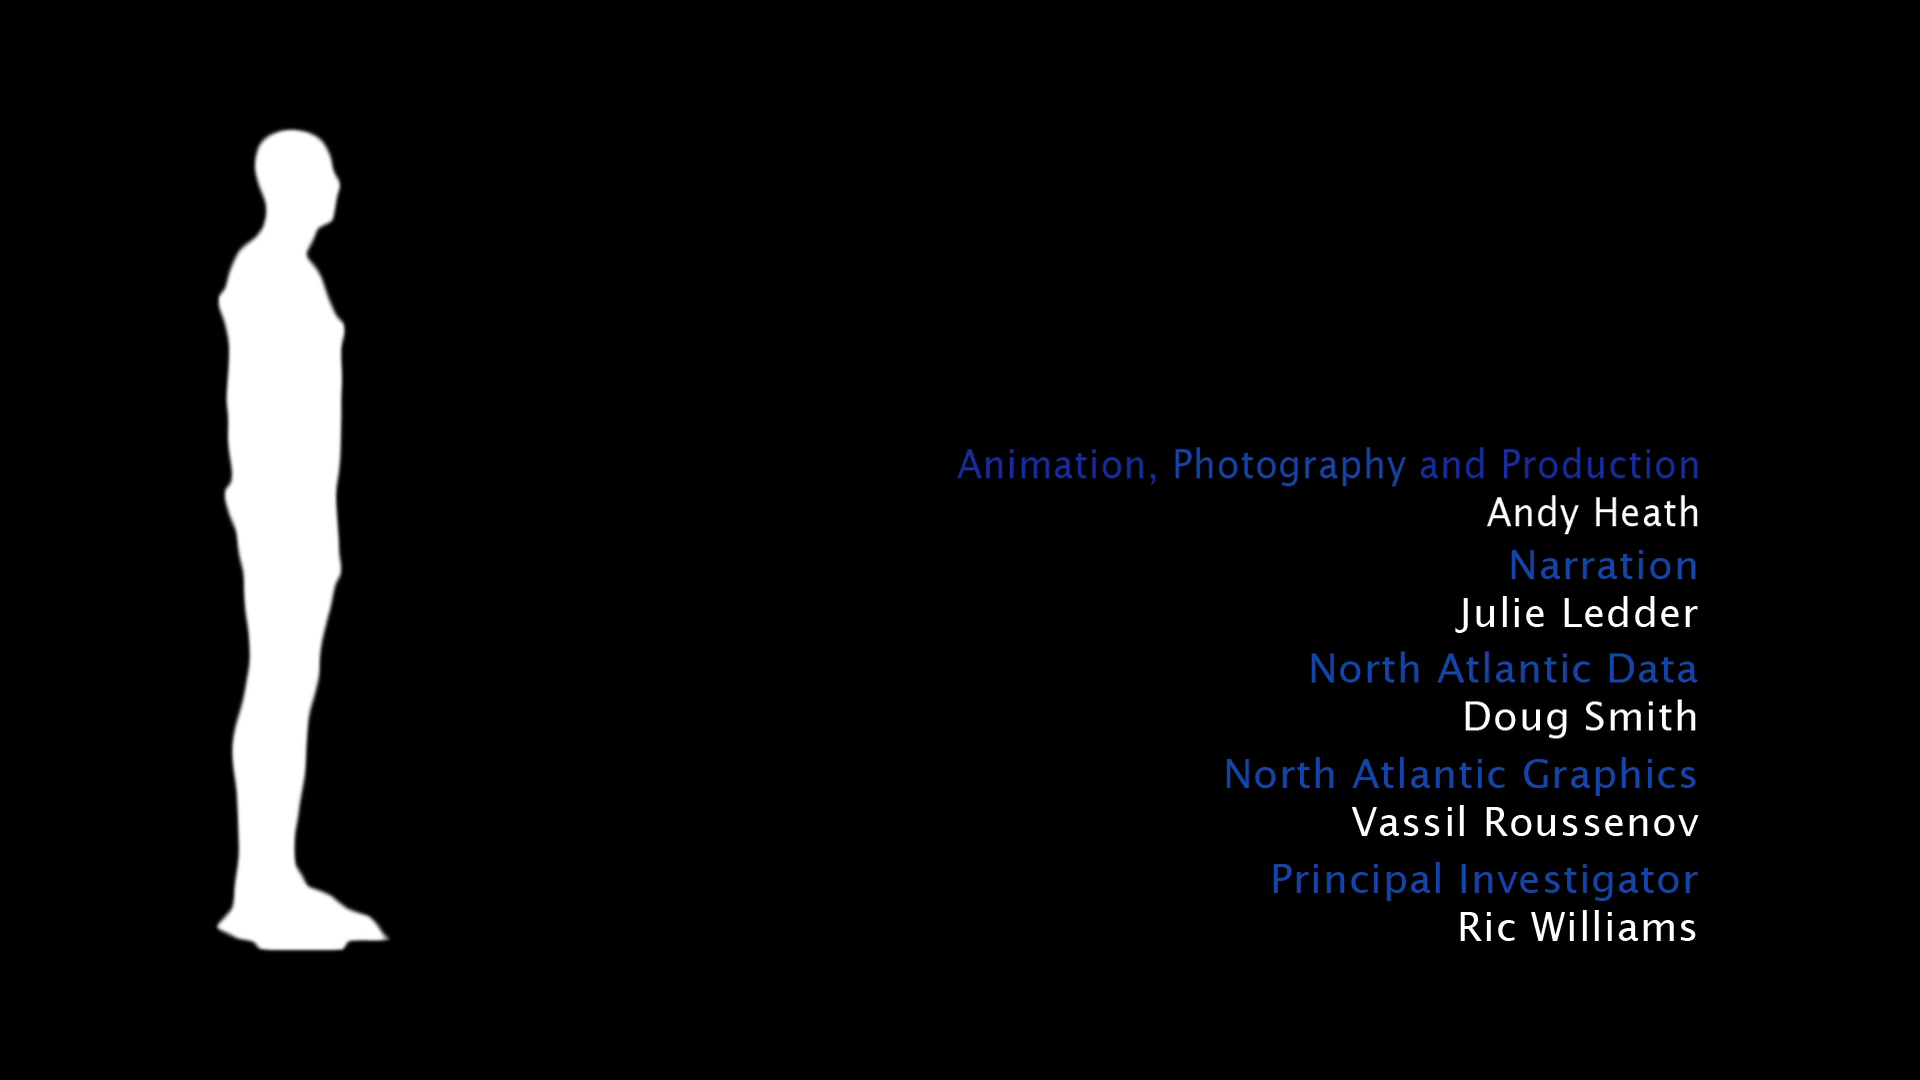 Animation, Photography and Production
Andy Heath
Narration
Julie Ledder
North Atlantic Data
Doug Smith
North Atlantic Graphics
Vassil Roussenov
Principal Investigator
Ric Williams